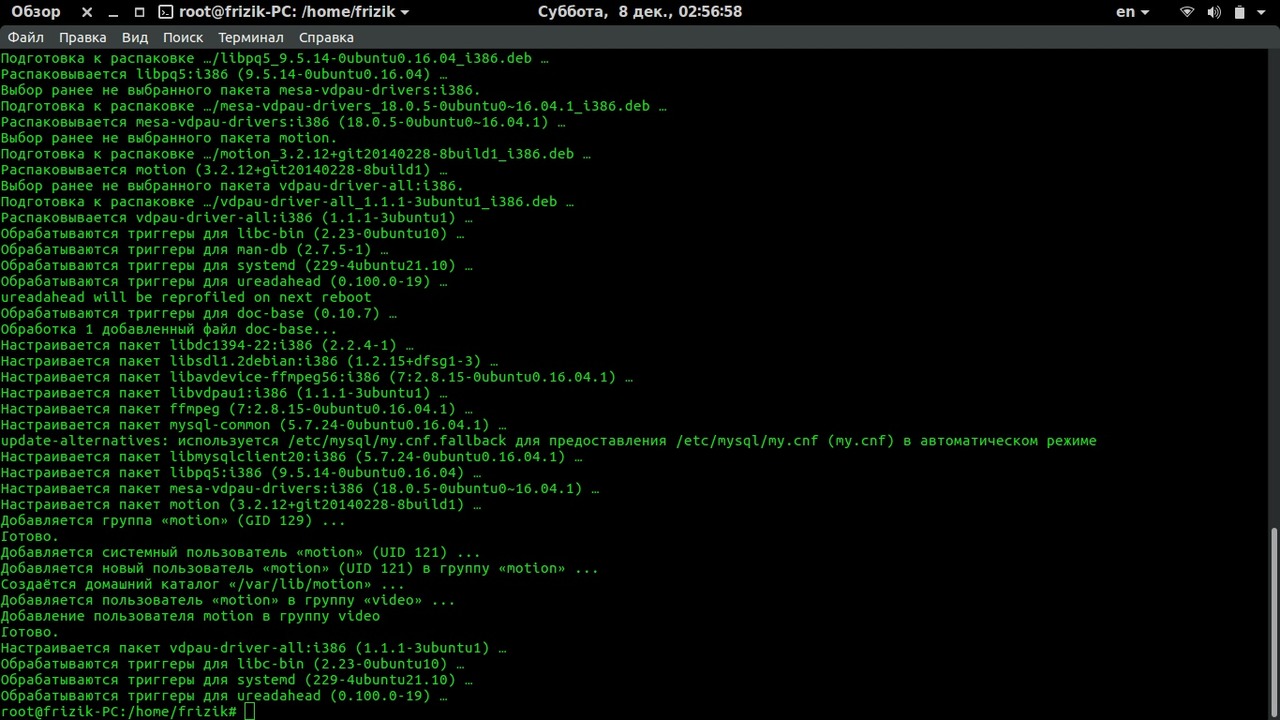 Обзор root@frizik-PC: /home/frizik Суббота, 8 дек., 02:56:58 en
Файл Правка Вид Поиск Терминал Справка
Подготовка к распаковке …/libpq5_9.5.14-0ubuntu0.16.04_i386.deb …
Распаковывается libpq5:i386 (9.5.14-0ubuntu0.16.04) …
Выбор ранее не выбранного пакета mesa-vdpau-drivers:i386.
Подготовка к распаковке …/mesa-vdpau-drivers_18.0.5-0ubuntu0~16.04.1_i386.deb …
Распаковывается mesa-vdpau-drivers:i386 (18.0.5-0ubuntu0~16.04.1) …
Выбор ранее не выбранного пакета motion.
Подготовка к распаковке …/motion_3.2.12+git20140228-8build1_i386.deb …
Распаковывается motion (3.2.12+git20140228-8build1) …
Выбор ранее не выбранного пакета vdpau-driver-all:i386.
Подготовка к распаковке …/vdpau-driver-all_1.1.1-3ubuntu1_i386.deb …
Распаковывается vdpau-driver-all:i386 (1.1.1-3ubuntu1) …
Обрабатываются триггеры для libc-bin (2.23-0ubuntu10) …
Обрабатываются триггеры для man-db (2.7.5-1) …
Обрабатываются триггеры для systemd (229-4ubuntu21.10) …
Обрабатываются триггеры для ureadahead (0.100.0-19) …
ureadahead will be reprofiled on next reboot
Обрабатываются триггеры для doc-base (0.10.7) …
Обработка 1 добавленный файл doc-base...
Настраивается пакет libdc1394-22:i386 (2.2.4-1) …
Настраивается пакет libsdl1.2debian:i386 (1.2.15+dfsg1-3) …
Настраивается пакет libavdevice-ffmpeg56:i386 (7:2.8.15-0ubuntu0.16.04.1) …
Настраивается пакет libvdpau1:i386 (1.1.1-3ubuntu1) …
Настраивается пакет ffmpeg (7:2.8.15-0ubuntu0.16.04.1) …
Настраивается пакет mysql-common (5.7.24-0ubuntu0.16.04.1) …
update-alternatives: используется /etc/mysql/my.cnf.fallback для предоставления /etc/mysql/my.cnf (my.cnf) в автоматическом режиме
Настраивается пакет libmysqlclient20:i386 (5.7.24-0ubuntu0.16.04.1) …
Настраивается пакет libpq5:i386 (9.5.14-0ubuntu0.16.04) …
Настраивается пакет mesa-vdpau-drivers:i386 (18.0.5-0ubuntu0~16.04.1) …
Настраивается пакет motion (3.2.12+git20140228-8build1) …
Добавляется группа «motion» (GID 129) ...
Готово.
Добавляется системный пользователь «motion» (UID 121) ...
Добавляется новый пользователь «motion» (UID 121) в группу «motion» ...
Создаётся домашний каталог «/var/lib/motion» ...
Добавляется пользователь «motion» в группу «video» ...
Добавление пользователя motion в группу video
Готово.
Настраивается пакет vdpau-driver-all:i386 (1.1.1-3ubuntu1) …
Обрабатываются триггеры для libc-bin (2.23-0ubuntu10) …
Обрабатываются триггеры для systemd (229-4ubuntu21.10) …
Обрабатываются триггеры для ureadahead (0.100.0-19) …
root@frizik-PC:/home/frizik#